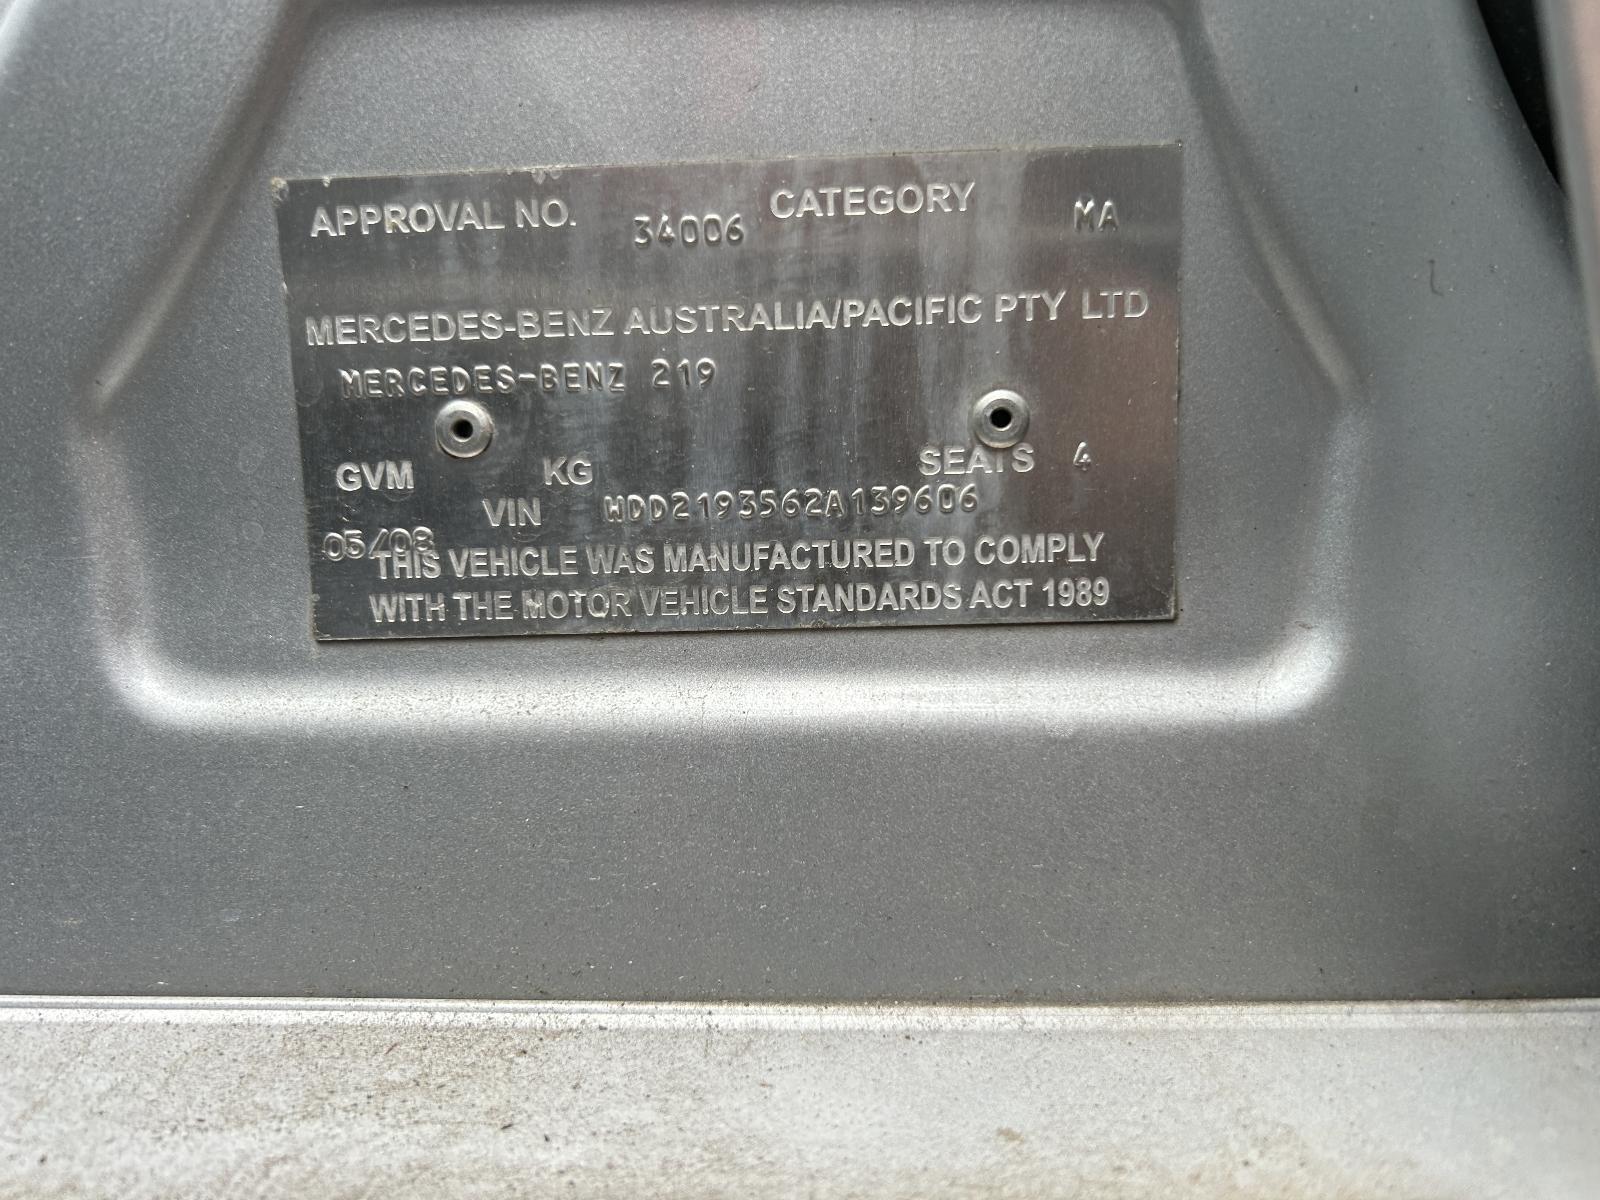 APPROVAL NO. 34006 CATEGORY MA
MERCEDES-BENZ AUSTRALIA/PACIFIC PTY LTD
MERCEDES-BENZ 219
GVM KG SEATS 4
VIN WDD2193562A139606
05/08
THIS VEHICLE WAS MANUFACTURED TO COMPLY
WITH THE MOTOR VEHICLE STANDARDS ACT 1989